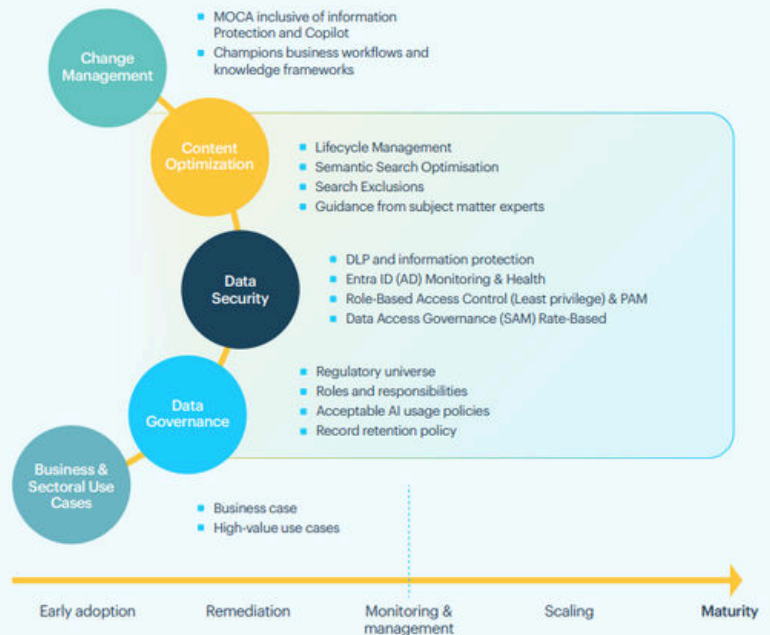 MOCA inclusive of information
Protection and Copilot
Champions business workflows and
knowledge frameworks
Change
Management
Content
Optimization
Lifecycle Management
Semantic Search Optimisation
Search Exclusions
Guidance from subject matter experts
Data
Security
DLP and information protection
Entra ID (AD) Monitoring & Health
Role-Based Access Control (Least privilege) & PAM
Data Access Governance (SAM) Rate-Based
Data
Governance
Regulatory universe
Roles and responsibilities
Acceptable AI usage policies
Record retention policy
Business &
Sectoral Use
Cases
Business case
High-value use cases
Early adoption
Remediation
Monitoring &
management
Scaling
Maturity